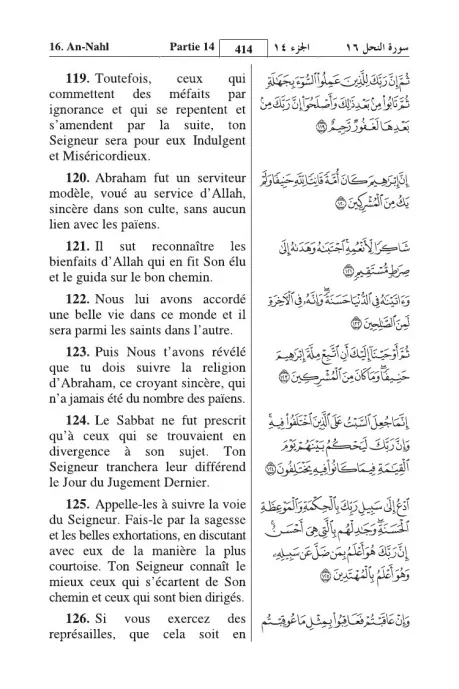 16. An-Nahl Partie 14 414 الجزء ١٤ سورة النحل ١٦
119. Toutefois, ceux qui
commettent des méfaits par
ignorance et qui se repentent et
s’amendent par la suite, ton
Seigneur sera pour eux Indulgent
et Miséricordieux.
120. Abraham fut un serviteur
modèle, voué au service d’Allah,
sincère dans son culte, sans aucun
lien avec les païens.
121. Il sut reconnaître les
bienfaits d’Allah qui en fit Son élu
et le guida sur le bon chemin.
122. Nous lui avons accordé
une belle vie dans ce monde et il
sera parmi les saints dans l’autre.
123. Puis Nous t’avons révélé
que tu dois suivre la religion
d’Abraham, ce croyant sincère, qui
n’a jamais été du nombre des païens.
124. Le Sabbat ne fut prescrit
qu’à ceux qui se trouvaient en
divergence à son sujet. Ton
Seigneur tranchera leur différend
le Jour du Jugement Dernier.
125. Appelle-les à suivre la voie
du Seigneur. Fais-le par la sagesse
et les belles exhortations, en discutant
avec eux de la manière la plus
courtoise. Ton Seigneur connaît le
mieux ceux qui s’écartent de Son
chemin et ceux qui sont bien dirigés.
126. Si vous exercez des
représailles, que cela soit en
ثُمَّ إِنَّ رَبَّكَ لِلَّذِينَ عَمِلُوا۟ ٱلسُّوٓءَ بِجَهَٰلَةٍ
ثُمَّ تَابُوا۟ مِنۢ بَعْدِ ذَٰلِكَ وَأَصْلَحُوٓا۟ إِنَّ رَبَّكَ مِنۢ
بَعْدِهَا لَغَفُورٌ رَّحِيمٌ ١١٩
إِنَّ إِبْرَٰهِيمَ كَانَ أُمَّةً قَانِتًا لِّلَّهِ حَنِيفًا وَلَمْ
يَكُ مِنَ ٱلْمُشْرِكِينَ ١٢٠
شَاكِرًا لِّأَنْعُمِهِ ٱجْتَبَىٰهُ وَهَدَىٰهُ إِلَىٰ
صِرَٰطٍ مُّسْتَقِيمٍ ١٢١
وَءَاتَيْنَٰهُ فِى ٱلدُّنْيَا حَسَنَةً وَإِنَّهُۥ فِى ٱلْءَاخِرَةِ
لَمِنَ ٱلصَّٰلِحِينَ ١٢٢
ثُمَّ أَوْحَيْنَآ إِلَيْكَ أَنِ ٱتَّبِعْ مِلَّةَ إِبْرَٰهِيمَ
حَنِيفًا وَمَا كَانَ مِنَ ٱلْمُشْرِكِينَ ١٢٣
إِنَّمَا جُعِلَ ٱلسَّبْتُ عَلَى ٱلَّذِينَ ٱخْتَلَفُوا۟ فِيهِ
وَإِنَّ رَبَّكَ لَيَحْكُمُ بَيْنَهُمْ يَوْمَ
ٱلْقِيَٰمَةِ فِيمَا كَانُوا۟ فِيهِ يَخْتَلِفُونَ ١٢٤
ٱدْعُ إِلَىٰ سَبِيلِ رَبِّكَ بِٱلْحِكْمَةِ وَٱلْمَوْعِظَةِ
ٱلْحَسَنَةِ وَجَٰدِلْهُم بِٱلَّتِى هِىَ أَحْسَنُ
إِنَّ رَبَّكَ هُوَ أَعْلَمُ بِمَن ضَلَّ عَن سَبِيلِهِۦ
وَهُوَ أَعْلَمُ بِٱلْمُهْتَدِينَ ١٢٥
وَإِنْ عَاقَبْتُمْ فَعَاقِبُوا۟ بِمِثْلِ مَا عُوقِبْتُم